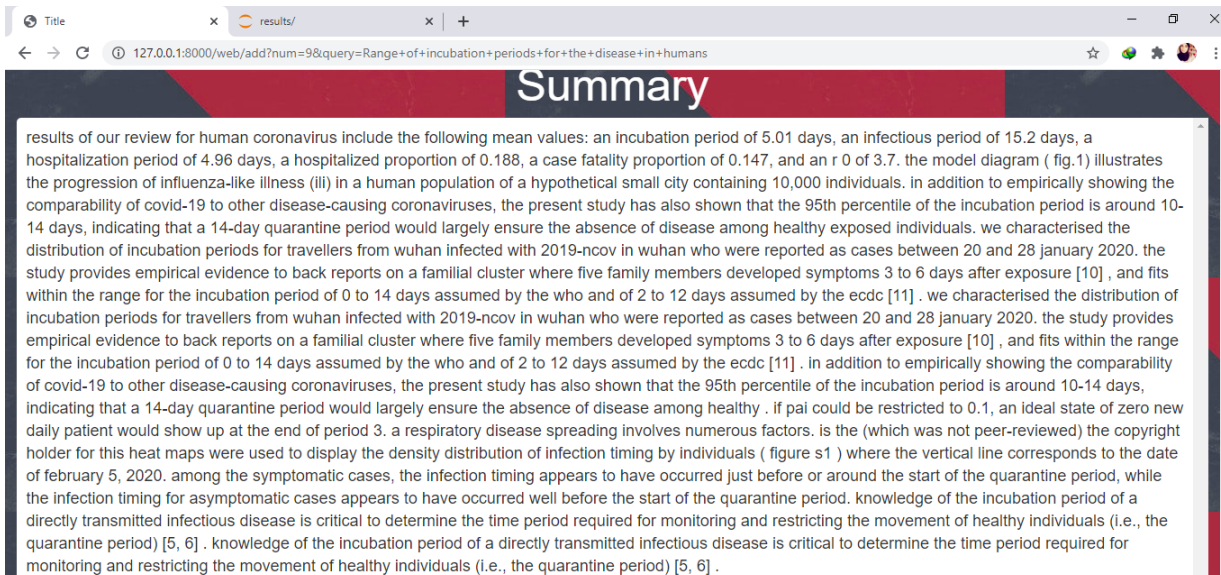 Title
results/
127.0.0.1:8000/web/add?num=9&query=Range+of+incubation+periods+for+the+disease+in+humans
Summary
results of our review for human coronavirus include the following mean values: an incubation period of 5.01 days, an infectious period of 15.2 days, a
hospitalization period of 4.96 days, a hospitalized proportion of 0.188, a case fatality proportion of 0.147, and an r 0 of 3.7. the model diagram ( fig.1) illustrates
the progression of influenza-like illness (ili) in a human population of a hypothetical small city containing 10,000 individuals. in addition to empirically showing the
comparability of covid-19 to other disease-causing coronaviruses, the present study has also shown that the 95th percentile of the incubation period is around 10-
14 days, indicating that a 14-day quarantine period would largely ensure the absence of disease among healthy exposed individuals. we characterised the
distribution of incubation periods for travellers from wuhan infected with 2019-ncov in wuhan who were reported as cases between 20 and 28 january 2020. the
study provides empirical evidence to back reports on a familial cluster where five family members developed symptoms 3 to 6 days after exposure [10] , and fits
within the range for the incubation period of 0 to 14 days assumed by the who and of 2 to 12 days assumed by the ecdc [11] . we characterised the distribution of
incubation periods for travellers from wuhan infected with 2019-ncov in wuhan who were reported as cases between 20 and 28 january 2020. the study provides
empirical evidence to back reports on a familial cluster where five family members developed symptoms 3 to 6 days after exposure [10] , and fits within the range
for the incubation period of 0 to 14 days assumed by the who and of 2 to 12 days assumed by the ecdc [11] . in addition to empirically showing the comparability
of covid-19 to other disease-causing coronaviruses, the present study has also shown that the 95th percentile of the incubation period is around 10-14 days,
indicating that a 14-day quarantine period would largely ensure the absence of disease among healthy . if pai could be restricted to 0.1, an ideal state of zero new
daily patient would show up at the end of period 3. a respiratory disease spreading involves numerous factors. is the (which was not peer-reviewed) the copyright
holder for this heat maps were used to display the density distribution of infection timing by individuals ( figure s1 ) where the vertical line corresponds to the date
of february 5, 2020. among the symptomatic cases, the infection timing appears to have occurred just before or around the start of the quarantine period, while
the infection timing for asymptomatic cases appears to have occurred well before the start of the quarantine period. knowledge of the incubation period of a
directly transmitted infectious disease is critical to determine the time period required for monitoring and restricting the movement of healthy individuals (i.e., the
quarantine period) [5, 6] . knowledge of the incubation period of a directly transmitted infectious disease is critical to determine the time period required for
monitoring and restricting the movement of healthy individuals (i.e., the quarantine period) [5, 6] .